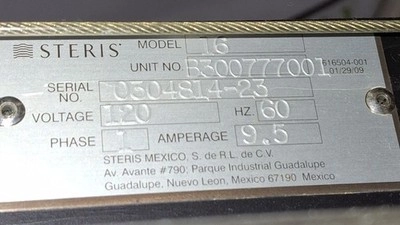 STERIS® MODEL 16
UNIT NO. B300777001 616504-001
01/29/09
SERIAL NO. 0304814-23
VOLTAGE 120 HZ. 60
PHASE 1 AMPERAGE 9.5
STERIS MEXICO, S. de R.L. de C.V.
Av. Avante #790; Parque Industrial Guadalupe
Guadalupe, Nuevo Leon, Mexico 67190 Mexico